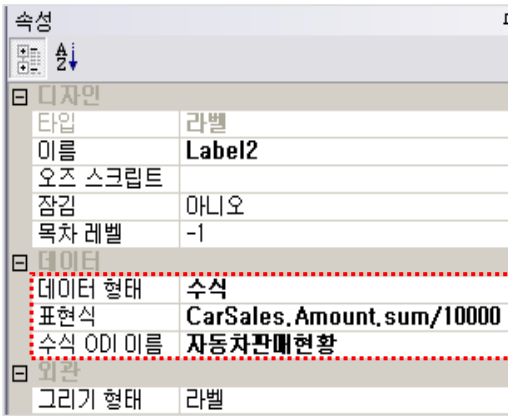 속성
디자인
타입 라벨
이름 Label2
오즈 스크립트
잠김 아니오
목차 레벨 -1
데이터
데이터 형태 수식
표현식 CarSales.Amount.sum/10000
수식 ODI 이름 자동차판매현황
외관
그리기 형태 라벨